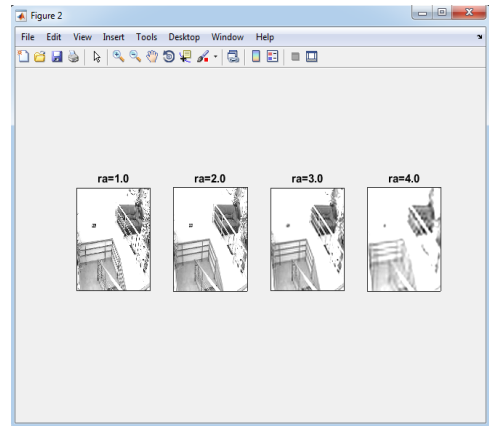 Figure 2
File Edit View Insert Tools Desktop Window Help
ra=1.0 ra=2.0 ra=3.0 ra=4.0